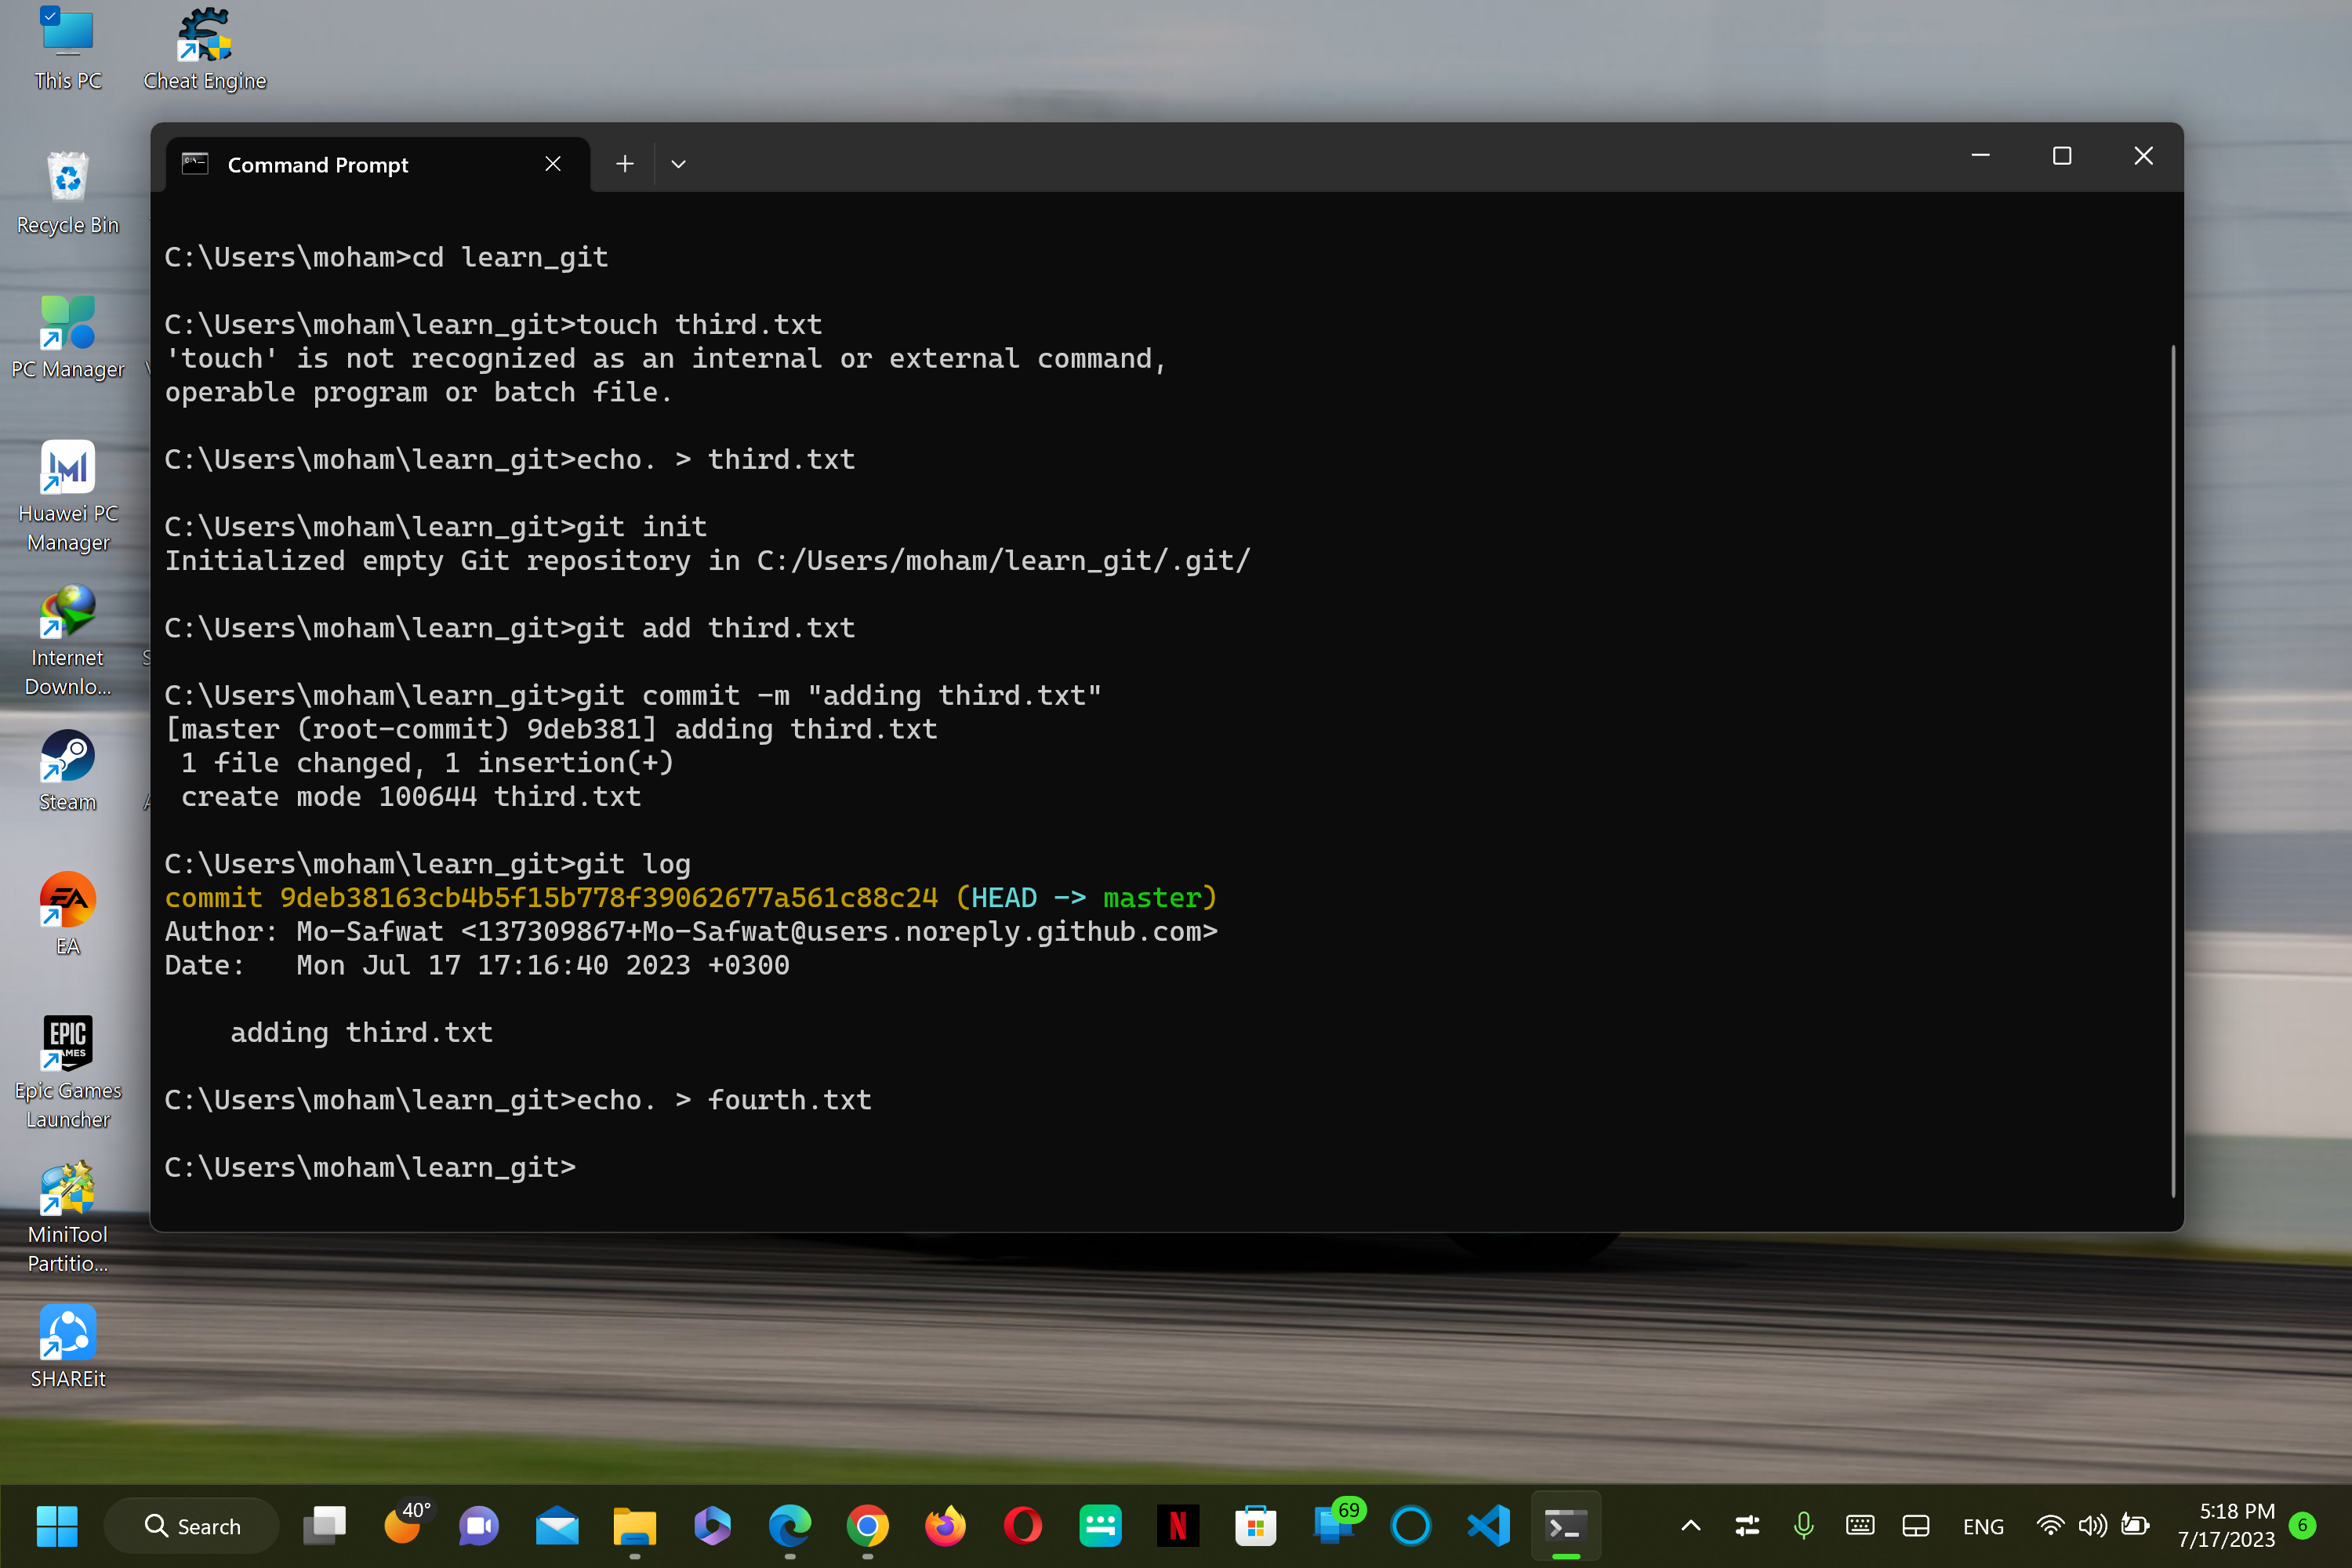 This PC
Cheat Engine
Recycle Bin
PC Manager
Huawei PC
Manager
Internet
Downlo...
Steam
EA
EPIC
GAMES
Epic Games
Launcher
MiniTool
Partitio...
SHAREit
Command Prompt
C:\Users\moham>cd learn_git
C:\Users\moham\learn_git>touch third.txt
'touch' is not recognized as an internal or external command,
operable program or batch file.
C:\Users\moham\learn_git>echo. > third.txt
C:\Users\moham\learn_git>git init
Initialized empty Git repository in C:/Users/moham/learn_git/.git/
C:\Users\moham\learn_git>git add third.txt
C:\Users\moham\learn_git>git commit -m "adding third.txt"
[master (root-commit) 9deb381] adding third.txt
 1 file changed, 1 insertion(+)
 create mode 100644 third.txt
C:\Users\moham\learn_git>git log
commit 9deb38163cb4b5f15b778f39062677a561c88c24 (HEAD -> master)
Author: Mo-Safwat <137309867+Mo-Safwat@users.noreply.github.com>
Date:   Mon Jul 17 17:16:40 2023 +0300
    adding third.txt
C:\Users\moham\learn_git>echo. > fourth.txt
C:\Users\moham\learn_git>
Search
40°
69
ENG
5:18 PM
7/17/2023
6